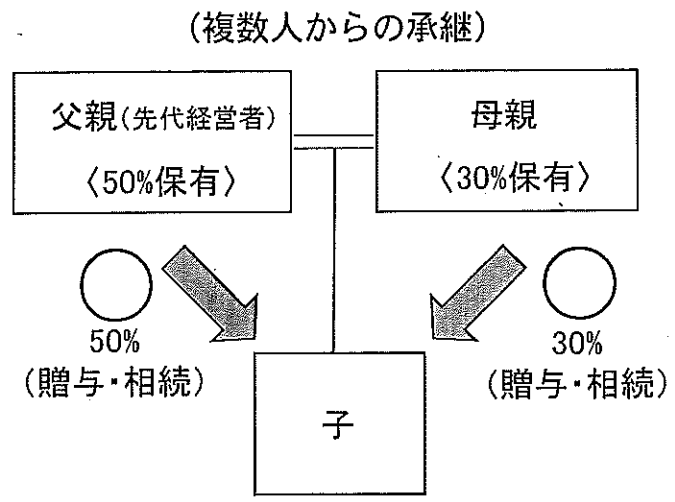 （複数人からの承継）
父親（先代経営者）
〈50%保有〉
母親
〈30%保有〉
50%
（贈与・相続）
30%
（贈与・相続）
子